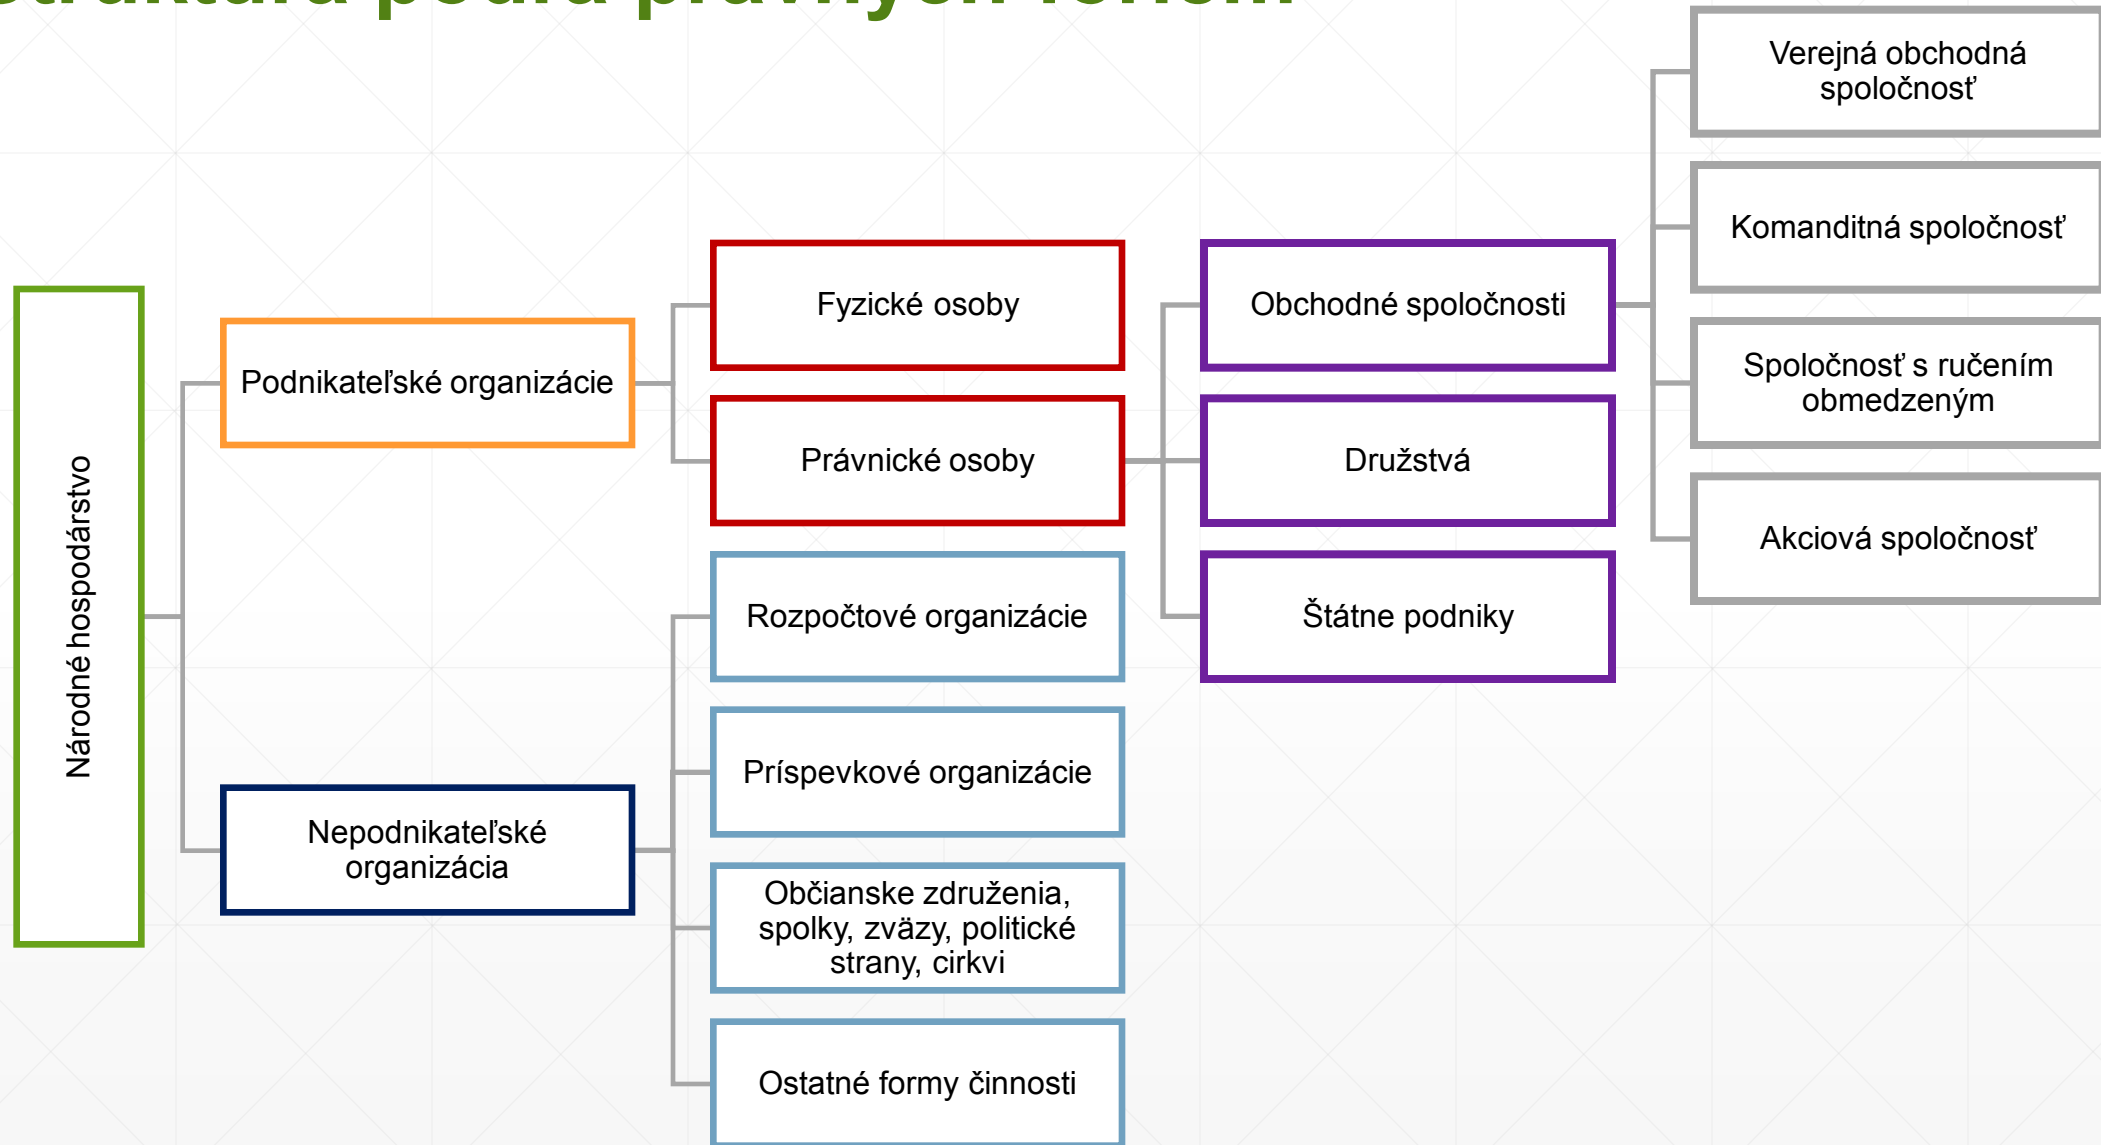 podľa právnych
Verejná obchodná
spoločnosť
Komanditná spoločnosť
Spoločnosť s ručením
obmedzeným
Akciová spoločnosť
Obchodné spoločnosti
Družstvá
Štátne podniky
Fyzické osoby
Právnické osoby
Podnikateľské organizácie
Národné hospodárstvo
Nepodnikateľské
organizácia
Rozpočtové organizácie
Príspevkové organizácie
Občianske združenia,
spolky, zväzy, politické
strany, cirkvi
Ostatné formy činnosti